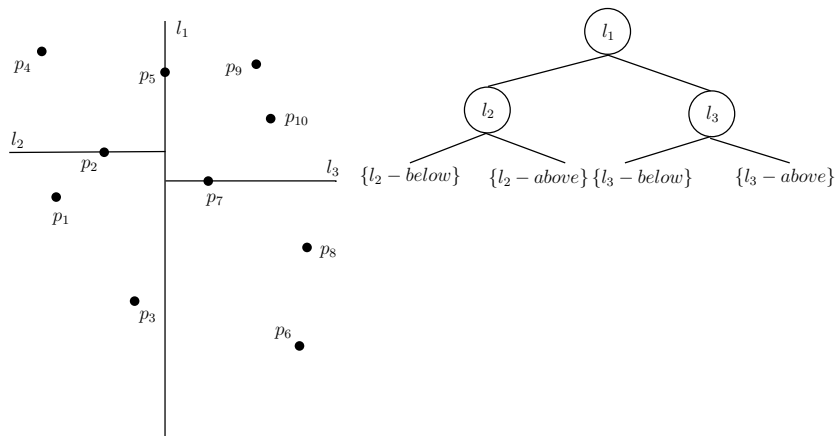 l₁
p₄
p₅
p₉
p₁₀
l₂
p₂
l₃
p₁
p₇
p₈
p₃
p₆
l₁
l₂
l₃
{l₂ − below}
{l₂ − above}
{l₃ − below}
{l₃ − above}